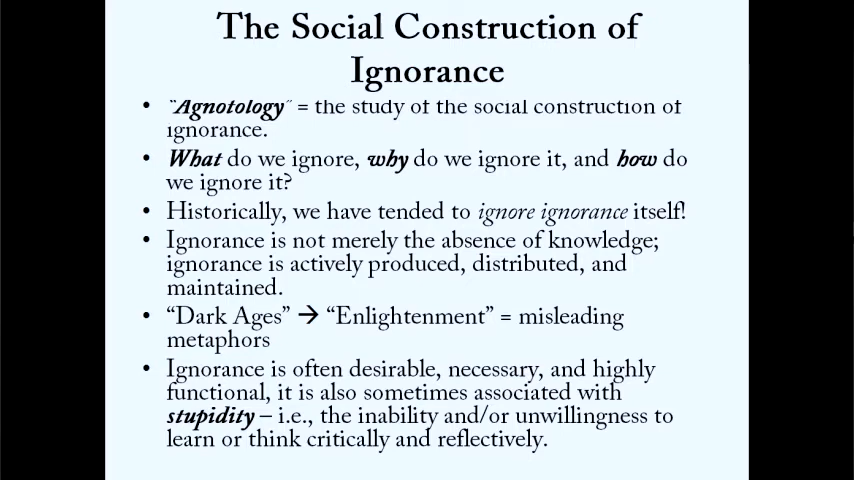 The Social Construction of
Ignorance
• "Agnotology" = the study of the social construction of
ignorance.
• What do we ignore, why do we ignore it, and how do
we ignore it?
• Historically, we have tended to ignore ignorance itself!
• Ignorance is not merely the absence of knowledge;
ignorance is actively produced, distributed, and
maintained.
• “Dark Ages” → “Enlightenment” = misleading
metaphors
• Ignorance is often desirable, necessary, and highly
functional, it is also sometimes associated with
stupidity – i.e., the inability and/or unwillingness to
learn or think critically and reflectively.